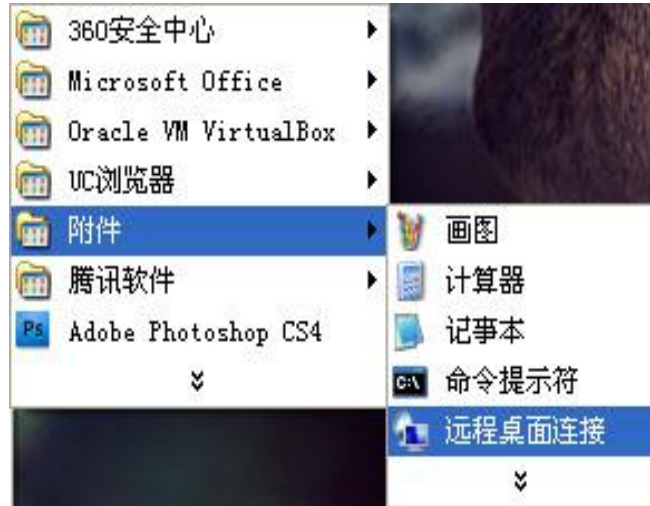 360安全中心
Microsoft Office
Oracle VM VirtualBox
UC浏览器
附件
腾讯软件
Ps Adobe Photoshop CS4
画图
计算器
记事本
C:\ 命令提示符
远程桌面连接